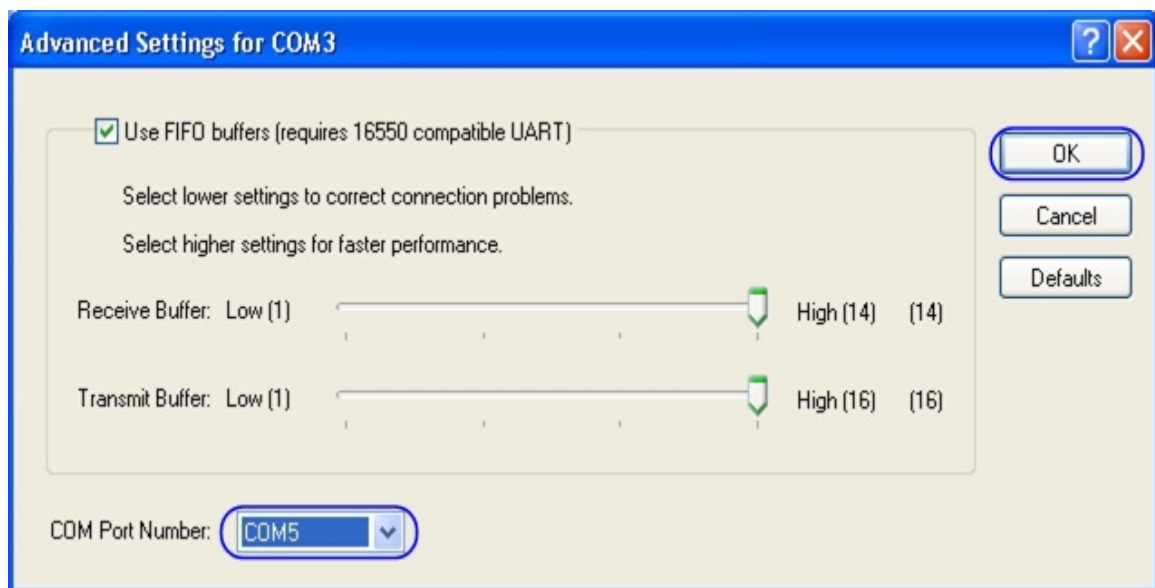 Advanced Settings for COM3
Use FIFO buffers (requires 16550 compatible UART)
Select lower settings to correct connection problems.
Select higher settings for faster performance.
Receive Buffer: Low (1) High (14) (14)
Transmit Buffer: Low (1) High (16) (16)
COM Port Number: COM5
OK
Cancel
Defaults